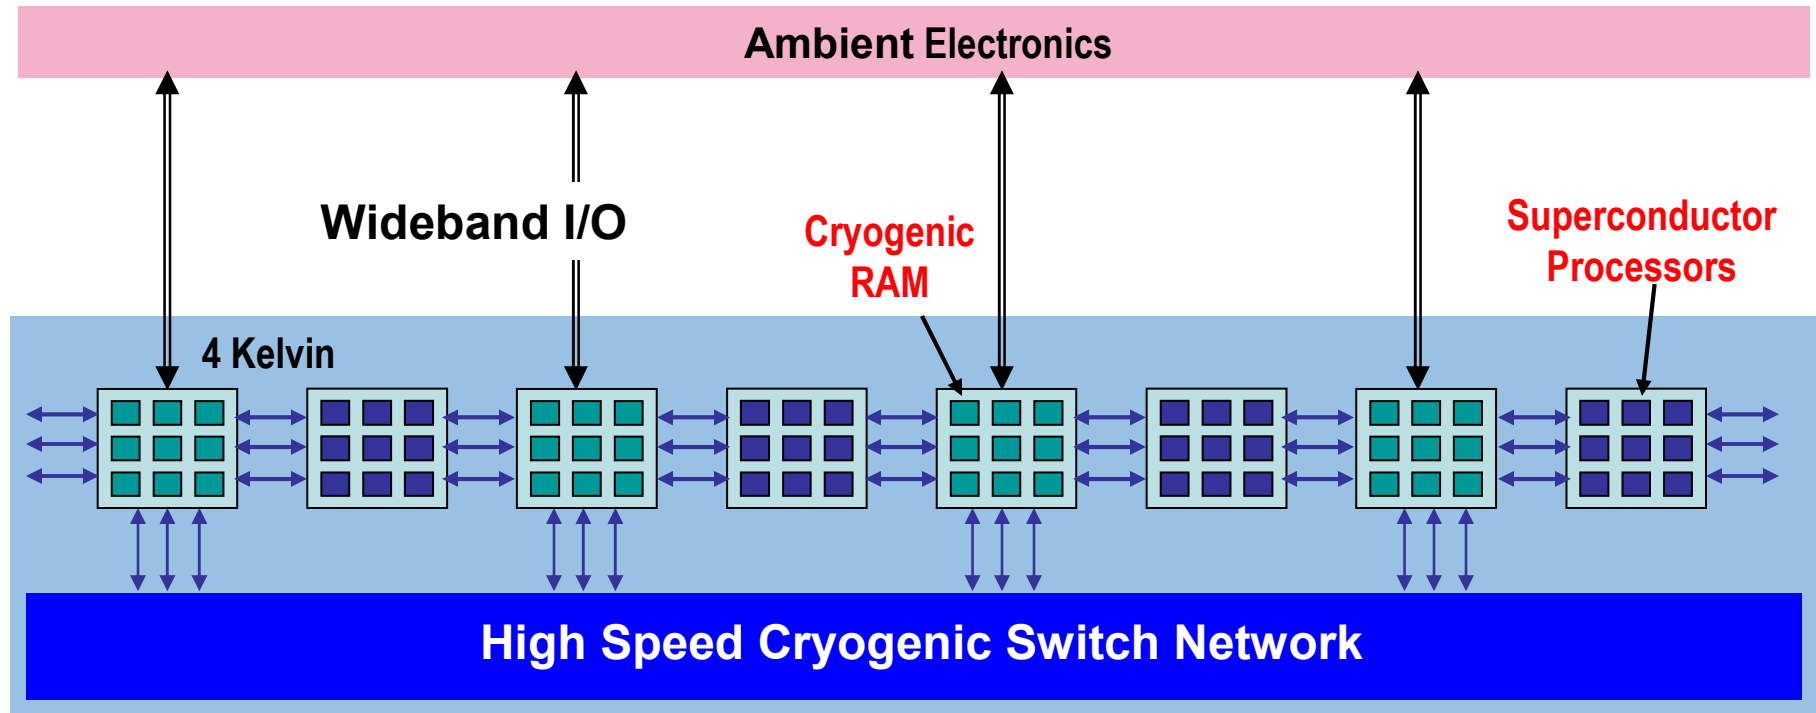 Ambient Electronics
Wideband I/O
Cryogenic
RAM
Superconductor
Processors
4 Kelvin
High Speed Cryogenic Switch Network